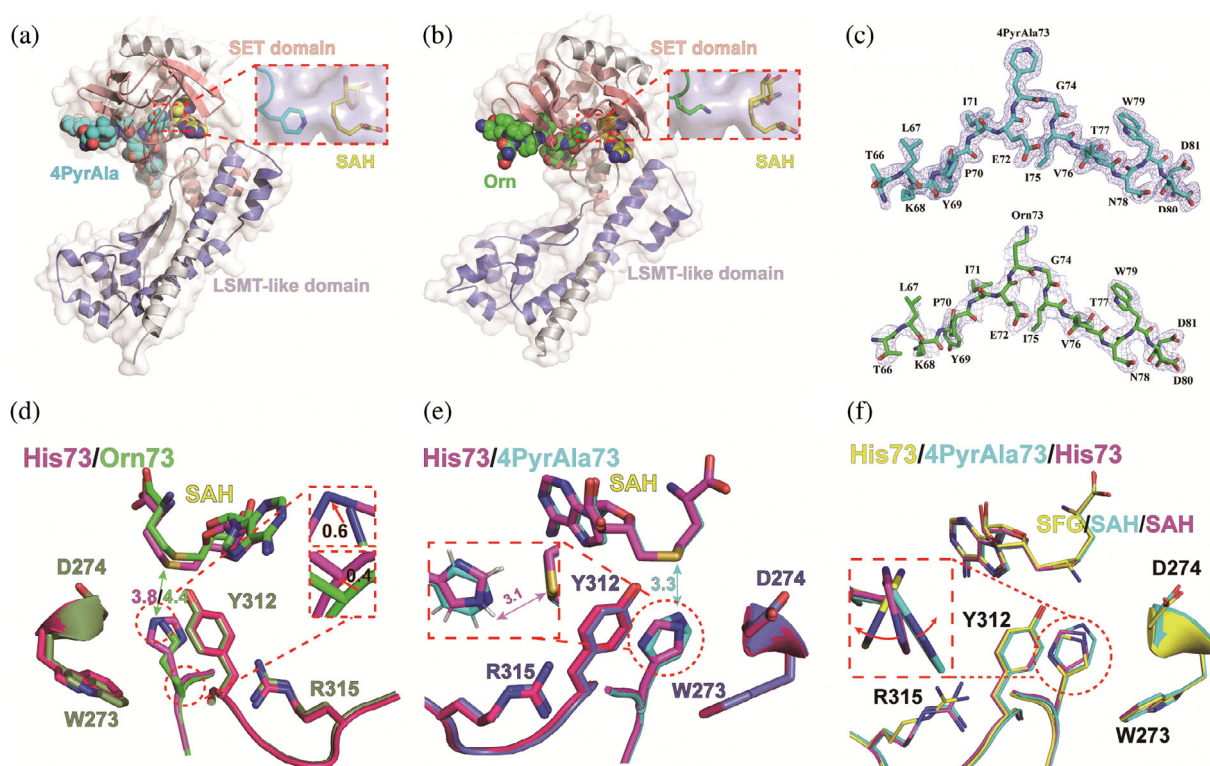 (a)
SET domain
4PyrAla
SAH
LSMT-like domain
(b)
SET domain
Orn
SAH
LSMT-like domain
(c)
4PyrAla73
G74
I71
L67
T77
W79
T66
K68
Y69
P70
E72
I75
V76
N78
D80
D81
Orn73
G74
I71
L67
P70
T77
W79
D81
T66
K68
Y69
E72
I75
V76
N78
D80
(d)
His73/Orn73
SAH
0.6
0.4
D274
3.8/4.4
Y312
R315
W273
(e)
His73/4PyrAla73
SAH
3.1
Y312
3.3
D274
R315
W273
(f)
His73/4PyrAla73/His73
SFG/SAH/SAH
D274
Y312
R315
W273